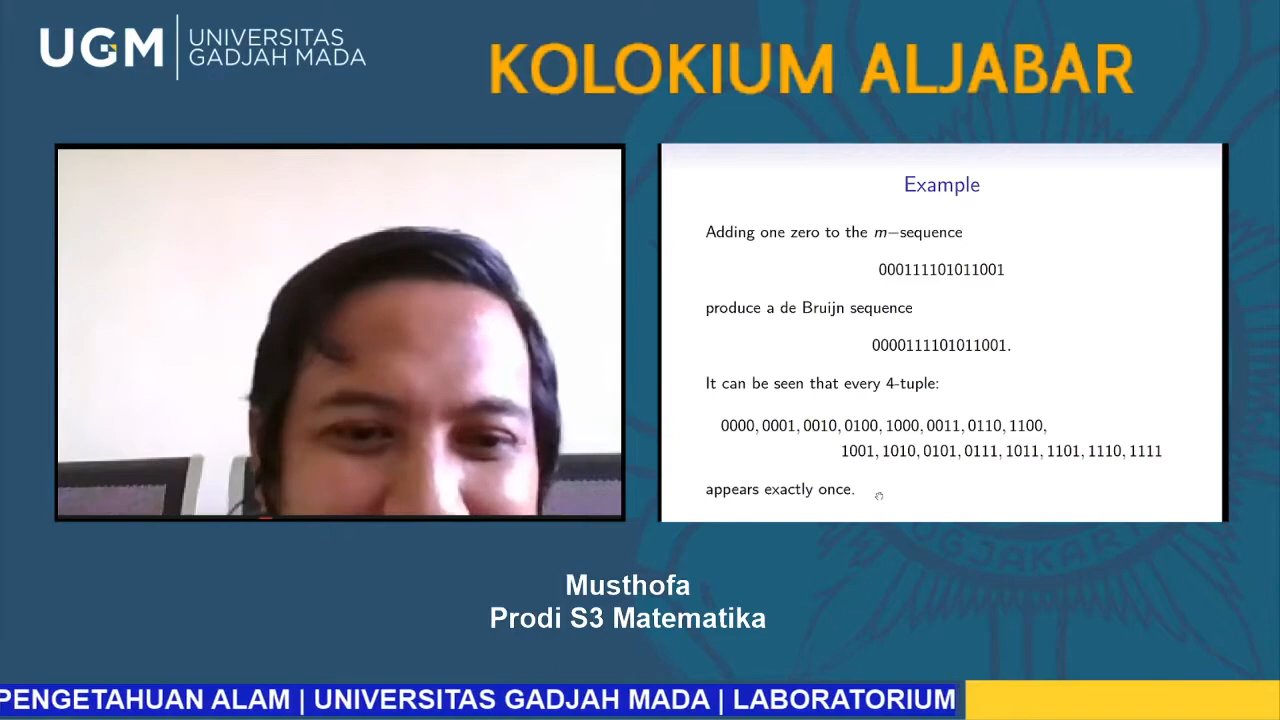 UGM
UNIVERSITAS
GADJAH MADA
KOLOKIUM ALJABAR
Example
Adding one zero to the m−sequence
000111101011001
produce a de Bruijn sequence
0000111101011001.
It can be seen that every 4-tuple:
0000, 0001, 0010, 0100, 1000, 0011, 0110, 1100,
1001, 1010, 0101, 0111, 1011, 1101, 1110, 1111
appears exactly once.
Musthofa
Prodi S3 Matematika
PENGETAHUAN ALAM | UNIVERSITAS GADJAH MADA | LABORATORIUM